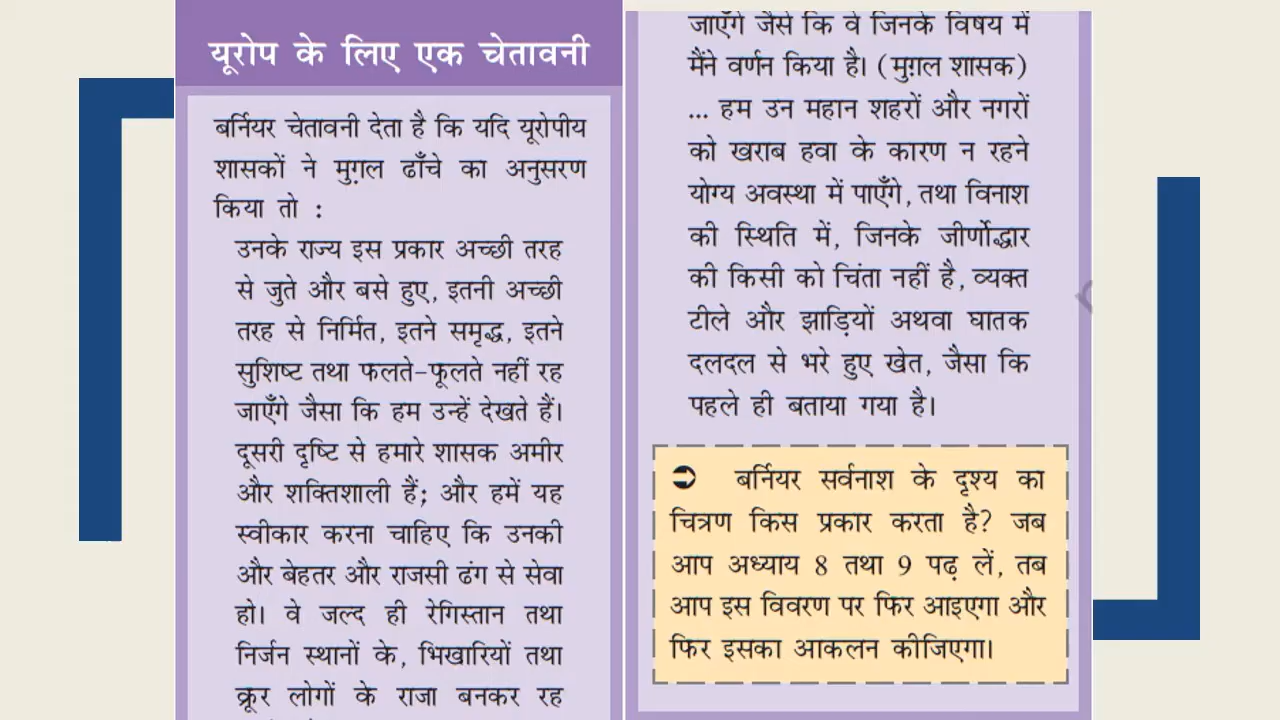 यूरोप के लिए एक चेतावनी
बर्नियर चेतावनी देता है कि यदि यूरोपीय
शासकों ने मुग़ल ढाँचे का अनुसरण
किया तो :
उनके राज्य इस प्रकार अच्छी तरह
से जुते और बसे हुए, इतनी अच्छी
तरह से निर्मित, इतने समृद्ध, इतने
सुशिष्ट तथा फलते-फूलते नहीं रह
जाएँगे जैसा कि हम उन्हें देखते हैं।
दूसरी दृष्टि से हमारे शासक अमीर
और शक्तिशाली हैं; और हमें यह
स्वीकार करना चाहिए कि उनकी
और बेहतर और राजसी ढंग से सेवा
हो। वे जल्द ही रेगिस्तान तथा
निर्जन स्थानों के, भिखारियों तथा
क्रूर लोगों के राजा बनकर रह
जाएँगे जैसे कि वे जिनके विषय में
मैंने वर्णन किया है। (मुग़ल शासक)
... हम उन महान शहरों और नगरों
को खराब हवा के कारण न रहने
योग्य अवस्था में पाएँगे, तथा विनाश
की स्थिति में, जिनके जीर्णोद्धार
की किसी को चिंता नहीं है, व्यक्त
टीले और झाड़ियों अथवा घातक
दलदल से भरे हुए खेत, जैसा कि
पहले ही बताया गया है।
➲ बर्नियर सर्वनाश के दृश्य का
चित्रण किस प्रकार करता है? जब
आप अध्याय 8 तथा 9 पढ़ लें, तब
आप इस विवरण पर फिर आइएगा और
फिर इसका आकलन कीजिएगा।